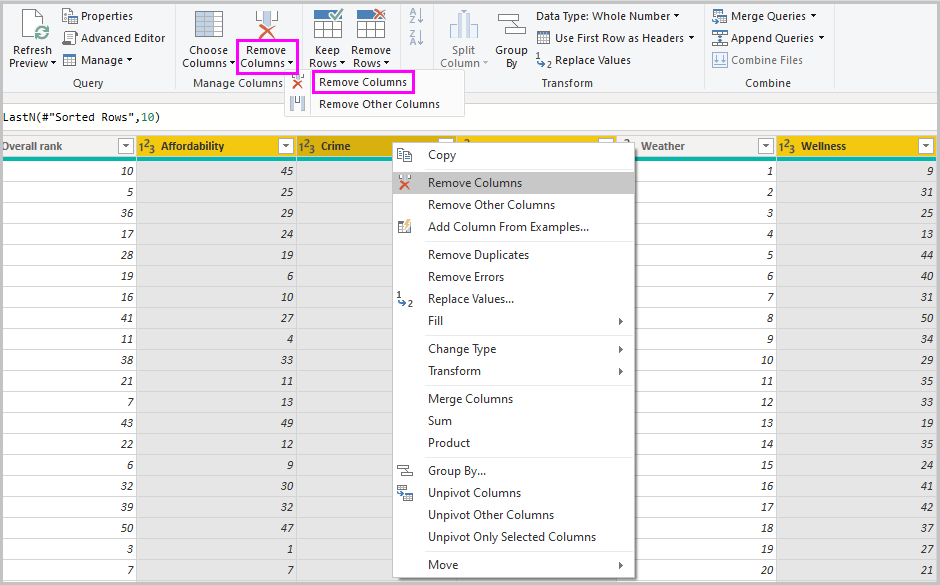 Properties
Advanced Editor
Manage
Refresh
Preview
Query
Choose
Columns
Remove
Columns
Manage Columns
Remove Columns
Remove Other Columns
Keep
Rows
Remove
Rows
Split
Column
Group
By
Data Type: Whole Number
Use First Row as Headers
Replace Values
Transform
Merge Queries
Append Queries
Combine Files
Combine
LastN(#"Sorted Rows",10)
Overall rank 1²3 Affordability 1²3 Crime Weather 1²3 Wellness
10 45 1 9
5 25 2 31
36 29 3 25
17 24 4 13
28 19 5 44
19 6 6 40
16 10 7 31
41 27 8 50
11 4 9 34
38 33 10 29
21 11 11 35
7 13 12 33
43 49 13 19
22 12 14 35
6 9 15 24
32 30 16 41
39 32 17 42
50 47 18 37
3 1 19 27
7 7 20 21
Copy
Remove Columns
Remove Other Columns
Add Column From Examples...
Remove Duplicates
Remove Errors
Replace Values...
Fill
Change Type
Transform
Merge Columns
Sum
Product
Group By...
Unpivot Columns
Unpivot Other Columns
Unpivot Only Selected Columns
Move